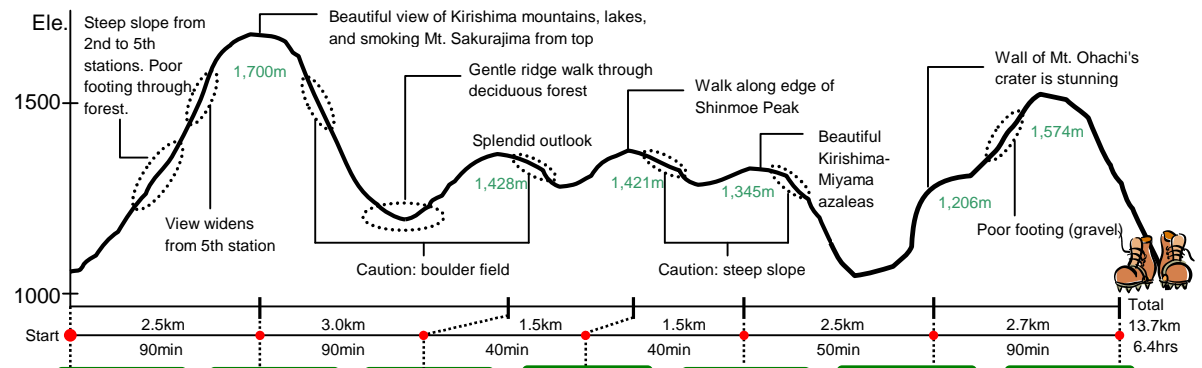 Ele.
Steep slope from
2nd to 5th
stations. Poor
footing through
forest.
Beautiful view of Kirishima mountains, lakes,
and smoking Mt. Sakurajima from top
Gentle ridge walk through
deciduous forest
Walk along edge of
Shinmoe Peak
Wall of Mt. Ohachi's
crater is stunning
1,700m
1500
Splendid outlook
Beautiful
Kirishima-
Miyama
azaleas
1,574m
1,428m
1,421m
1,345m
1,206m
View widens
from 5th station
Poor footing (gravel)
Caution: boulder field
Caution: steep slope
1000
Start
2.5km
3.0km
1.5km
1.5km
2.5km
2.7km
90min
90min
40min
40min
50min
90min
Total
13.7km
6.4hrs